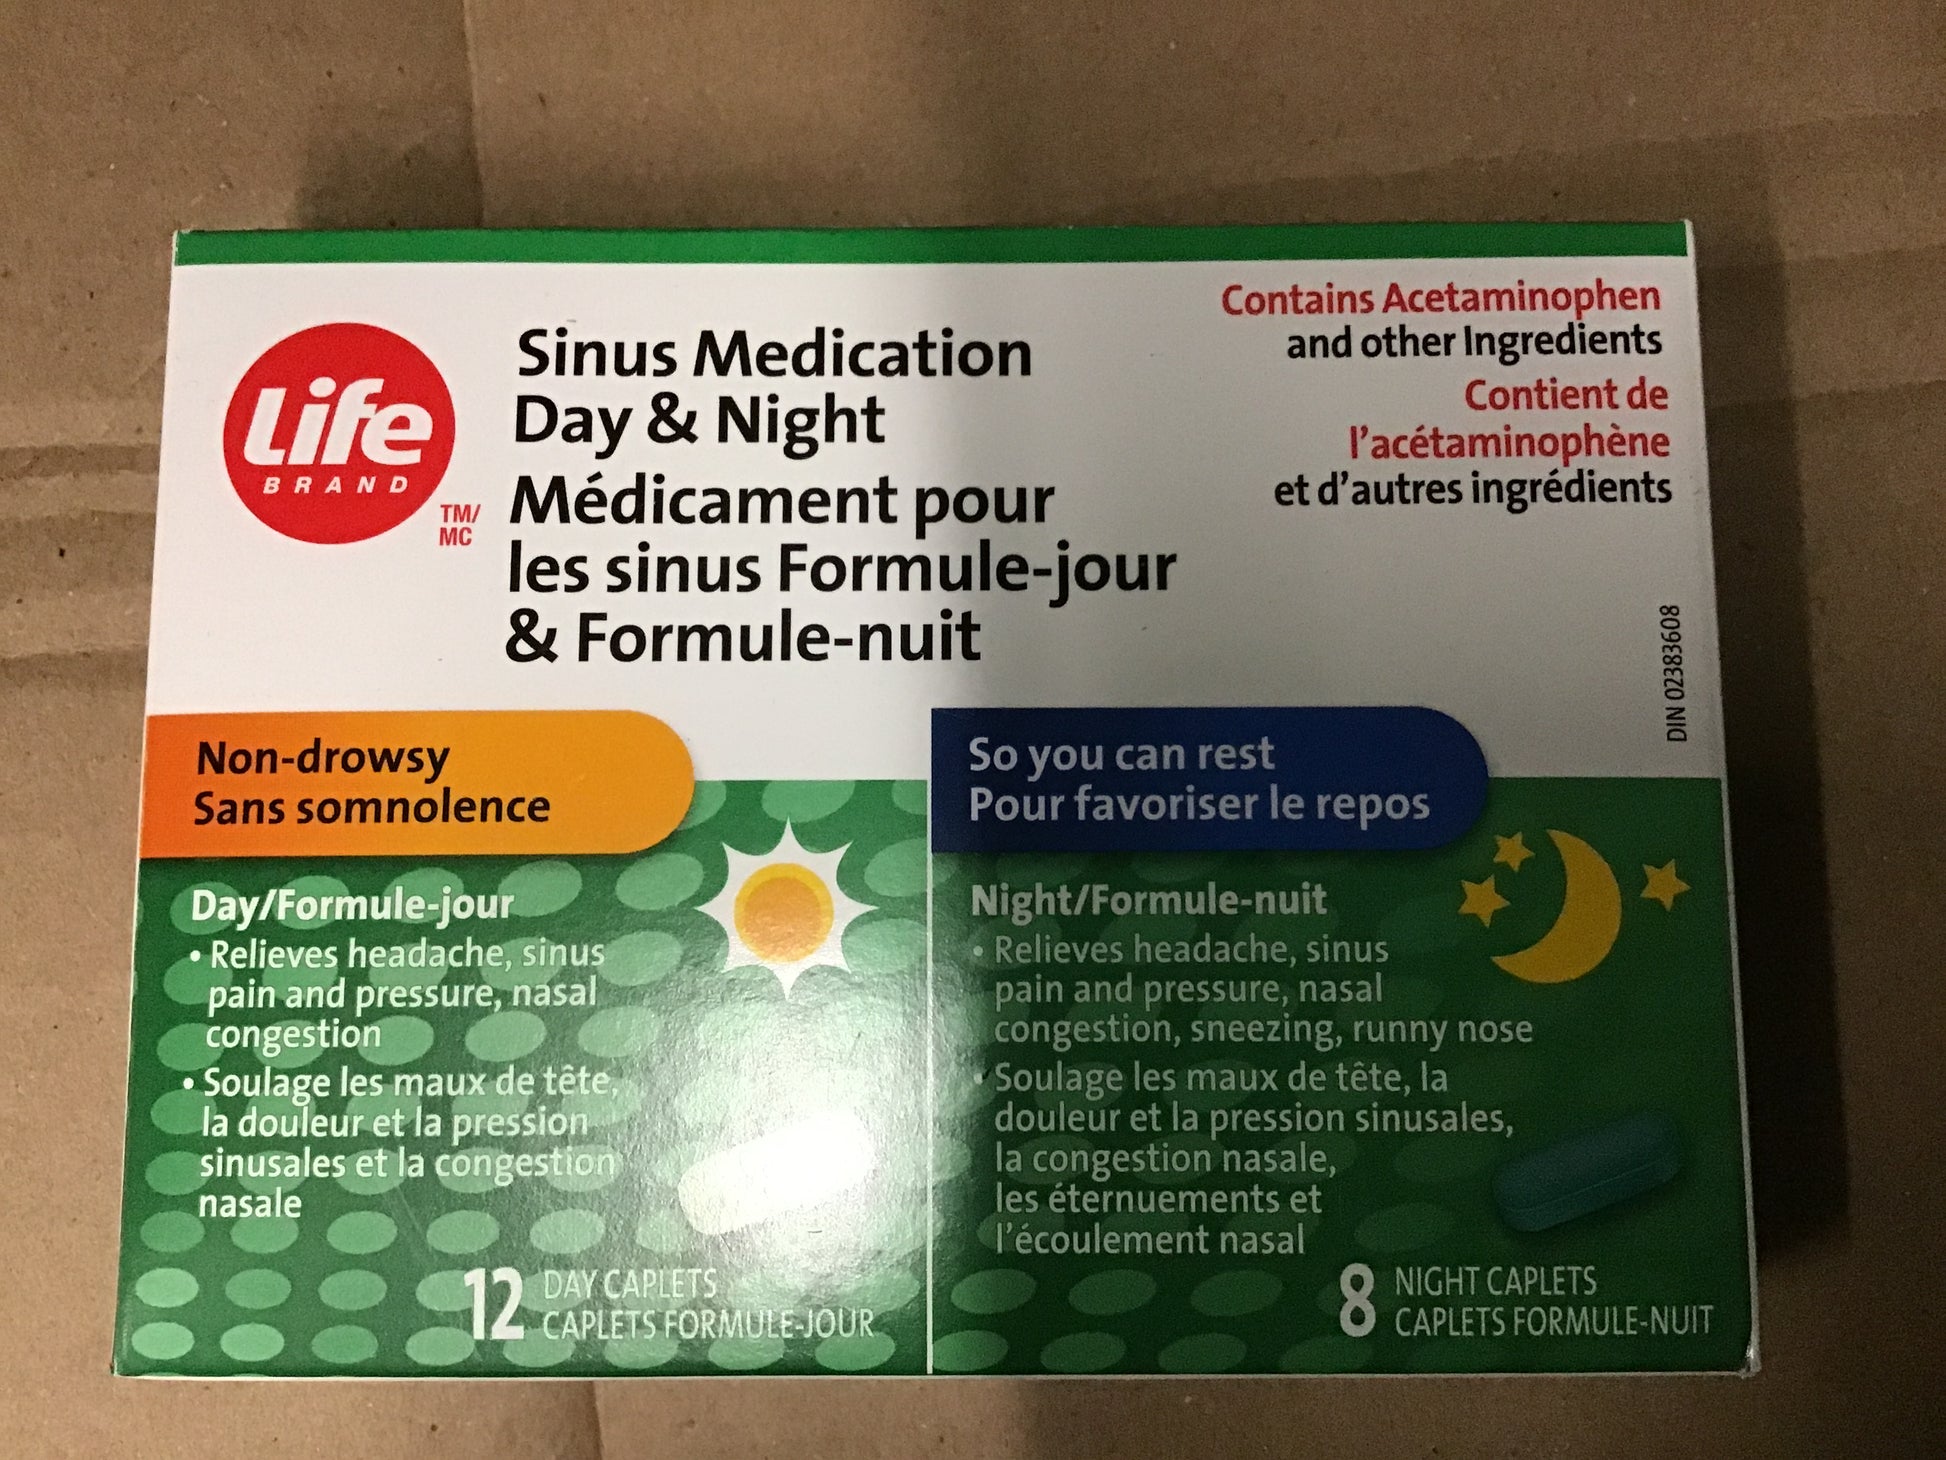 Life
BRAND
TM/
MC
Sinus Medication
Day & Night
Médicament pour
les sinus Formule-jour
& Formule-nuit
Contains Acetaminophen
and other Ingredients
Contient de
l'acétaminophène
et d'autres ingrédients
DIN 02383608
Non-drowsy
Sans somnolence
Day/Formule-jour
• Relieves headache, sinus
pain and pressure, nasal
congestion
• Soulage les maux de tête,
la douleur et la pression
sinusales et la congestion
nasale
12 DAY CAPLETS
CAPLETS FORMULE-JOUR
So you can rest
Pour favoriser le repos
Night/Formule-nuit
• Relieves headache, sinus
pain and pressure, nasal
congestion, sneezing, runny nose
• Soulage les maux de tête, la
douleur et la pression sinusales,
la congestion nasale,
les éternuements et
l'écoulement nasal
8 NIGHT CAPLETS
CAPLETS FORMULE-NUIT